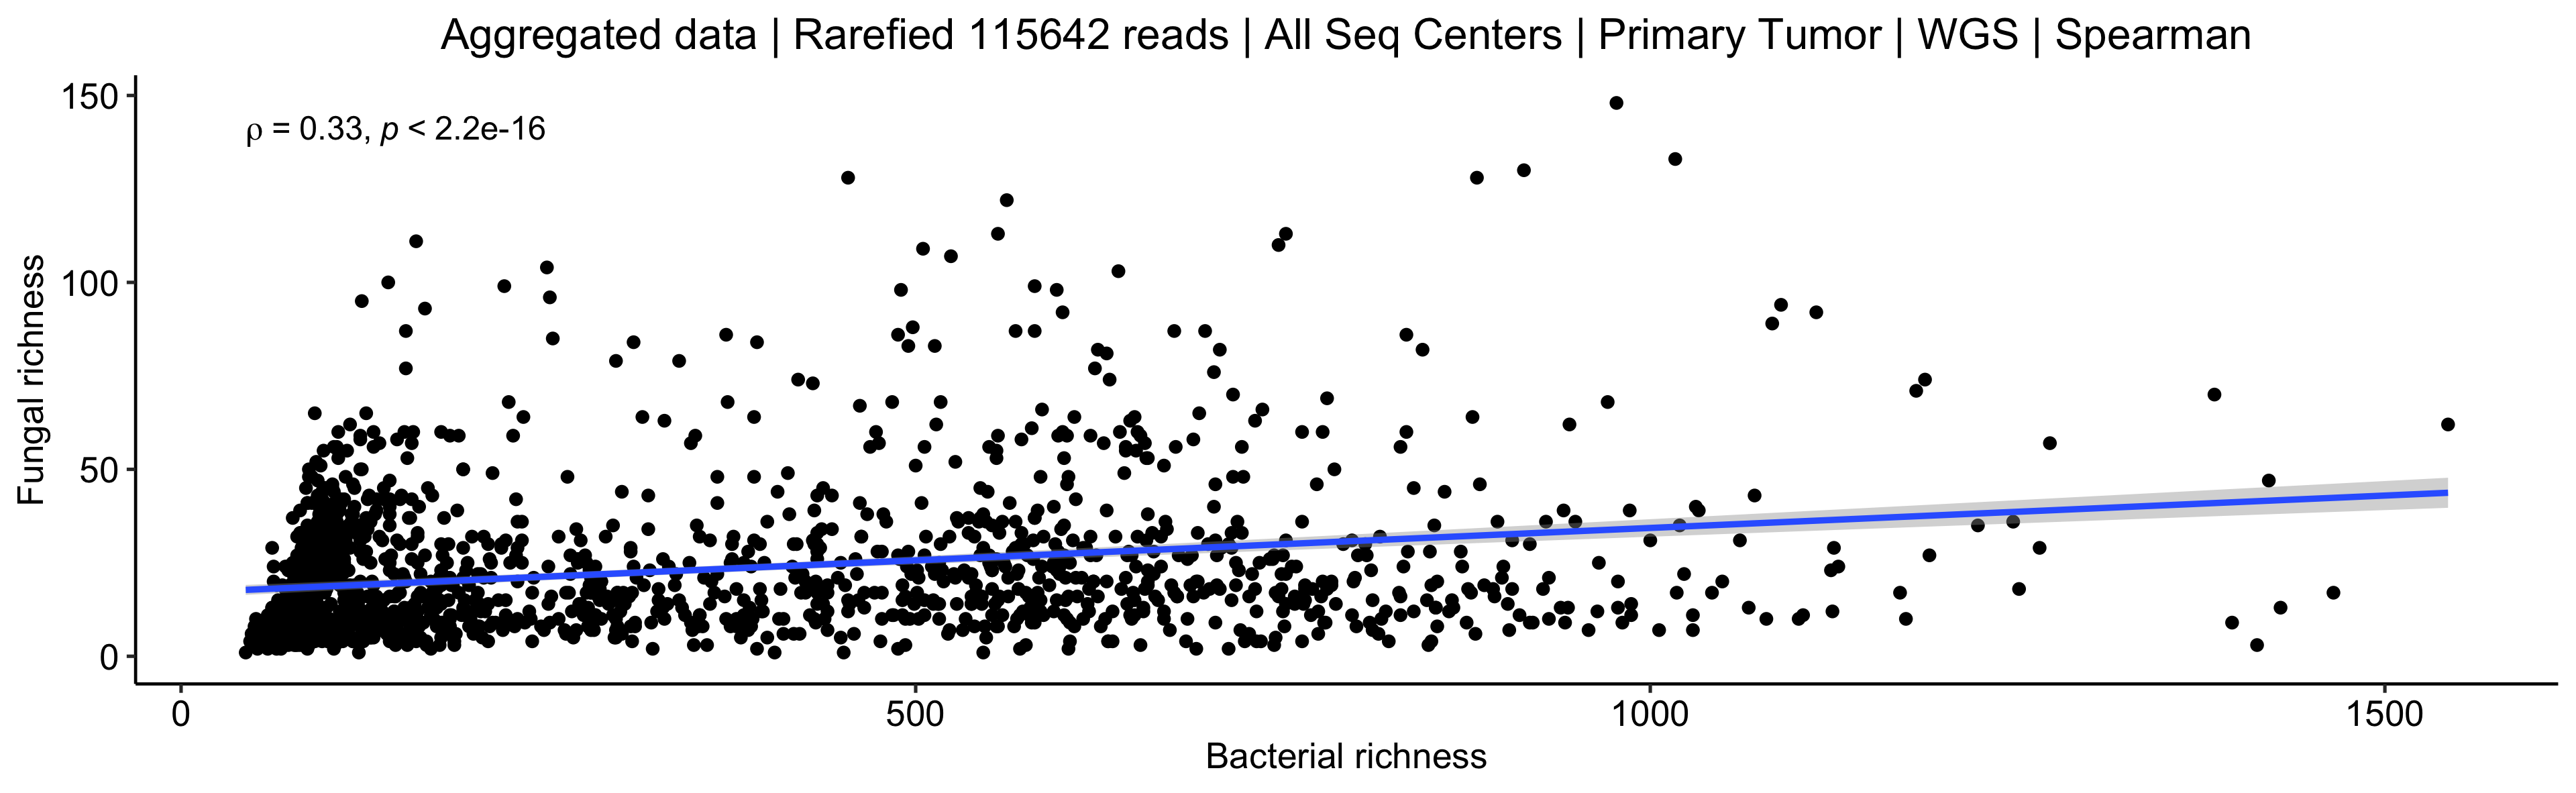 Aggregated data | Rarefied 115642 reads | All Seq Centers | Primary Tumor | WGS | Spearman
150
ρ = 0.33, p < 2.2e-16
100
Fungal richness
50
0
0 500 1000 1500
Bacterial richness